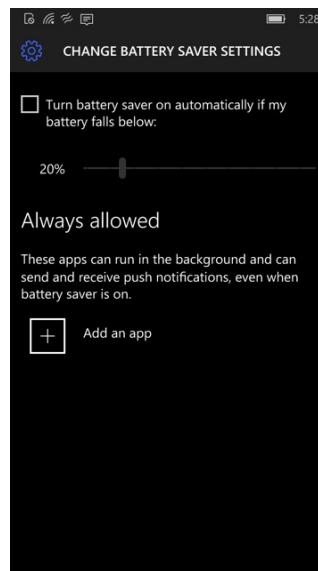 5:28
CHANGE BATTERY SAVER SETTINGS
Turn battery saver on automatically if my
battery falls below:
20%
Always allowed
These apps can run in the background and can
send and receive push notifications, even when
battery saver is on.
Add an app